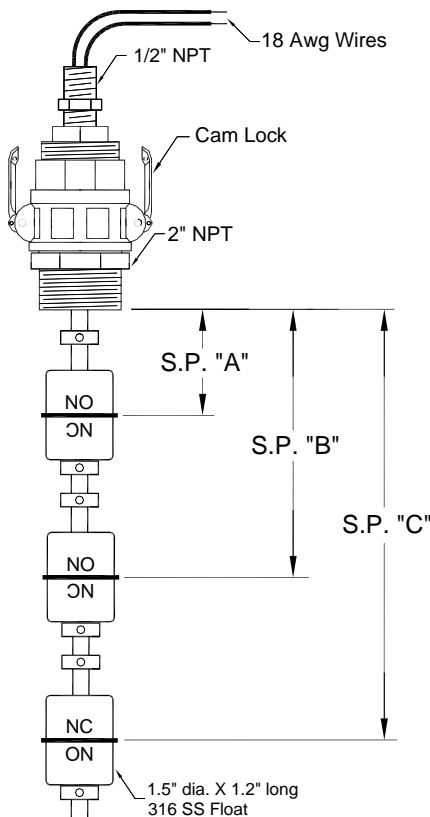 18 Awg Wires
1/2" NPT
Cam Lock
2" NPT
S.P. "A"
NO
NC
S.P. "B"
S.P. "C"
NO
NC
NC
NO
1.5" dia. X 1.2" long
316 SS Float